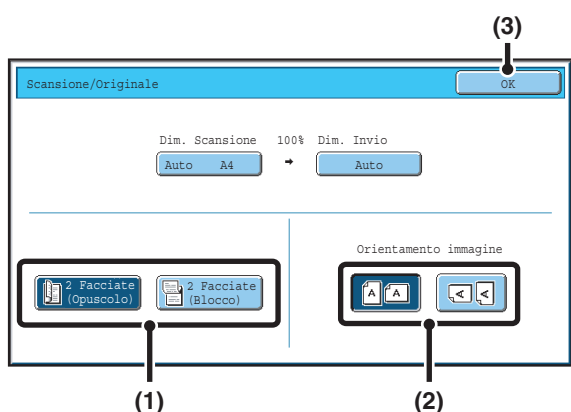 (3)
Scansione/Originale OK
Dim. Scansione 100% Dim. Invio
Auto A4 → Auto
Orientamento immagine
2 Facciate
(Opuscolo)
2 Facciate
(Blocco)
A A A A
(1) (2)